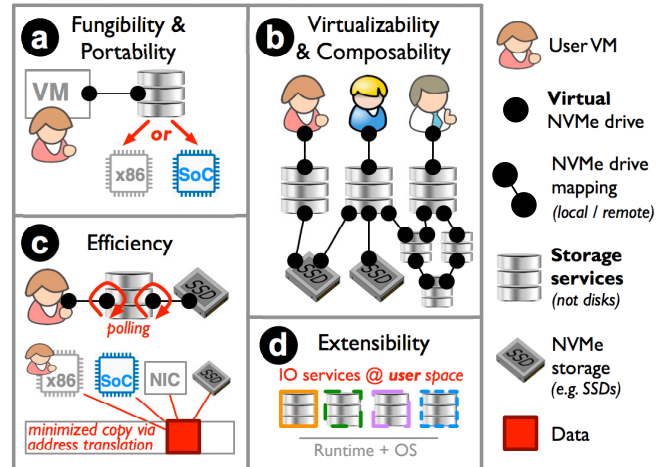 a
Fungibility &
Portability
VM
or
x86
SoC
b
Virtualizability
& Composability
SSD
SSD
c
Efficiency
SSD
polling
x86
SoC
NIC
SSD
minimized copy via
address translation
d
Extensibility
IO services @ user space
Runtime + OS
User VM
Virtual
NVMe drive
NVMe drive
mapping
(local / remote)
Storage
services
(not disks)
SSD
NVMe
storage
(e.g. SSDs)
Data